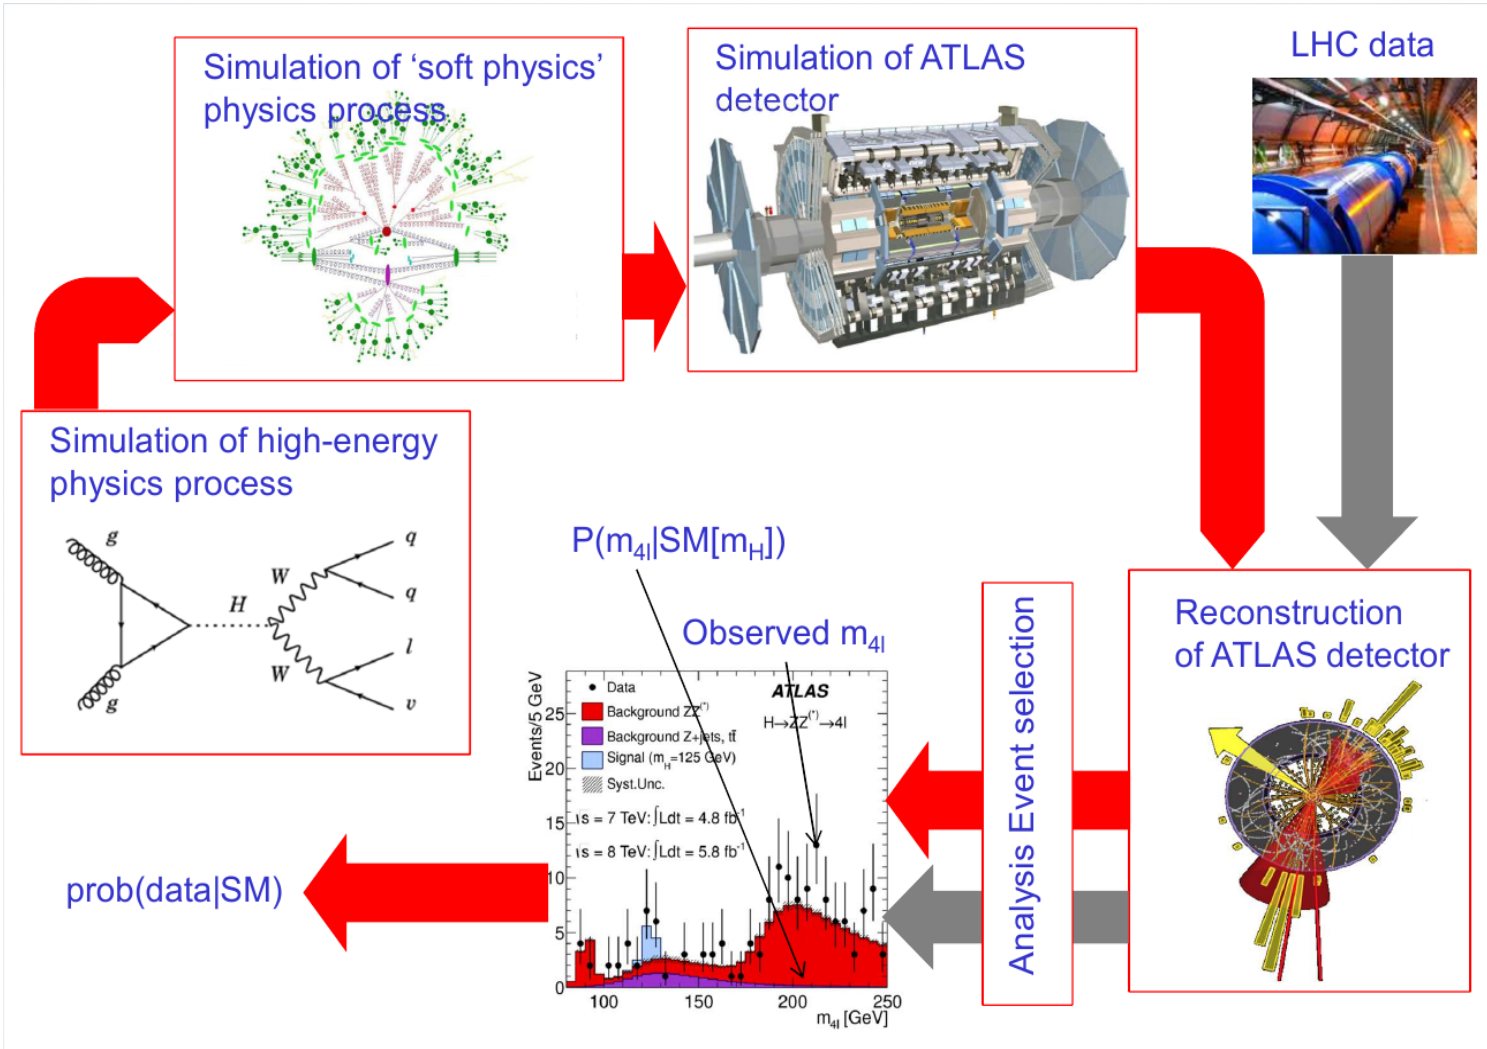 Simulation of ‘soft physics’
physics process
Simulation of ATLAS
detector
LHC data
Simulation of high-energy
physics process
g
g
H
W
W
q
q
l
ν
P(m4l|SM[mH])
Observed m4l
Events/5 GeV
Data
Background ZZ(*)
Background Z+jets, tt̄
Signal (mH=125 GeV)
Syst.Unc.
ATLAS
H→ZZ(*)→4l
√s = 7 TeV: ∫Ldt = 4.8 fb-1
√s = 8 TeV: ∫Ldt = 5.8 fb-1
25
20
15
10
5
0
100
150
200
250
m4l [GeV]
Analysis Event selection
Reconstruction
of ATLAS detector
prob(data|SM)